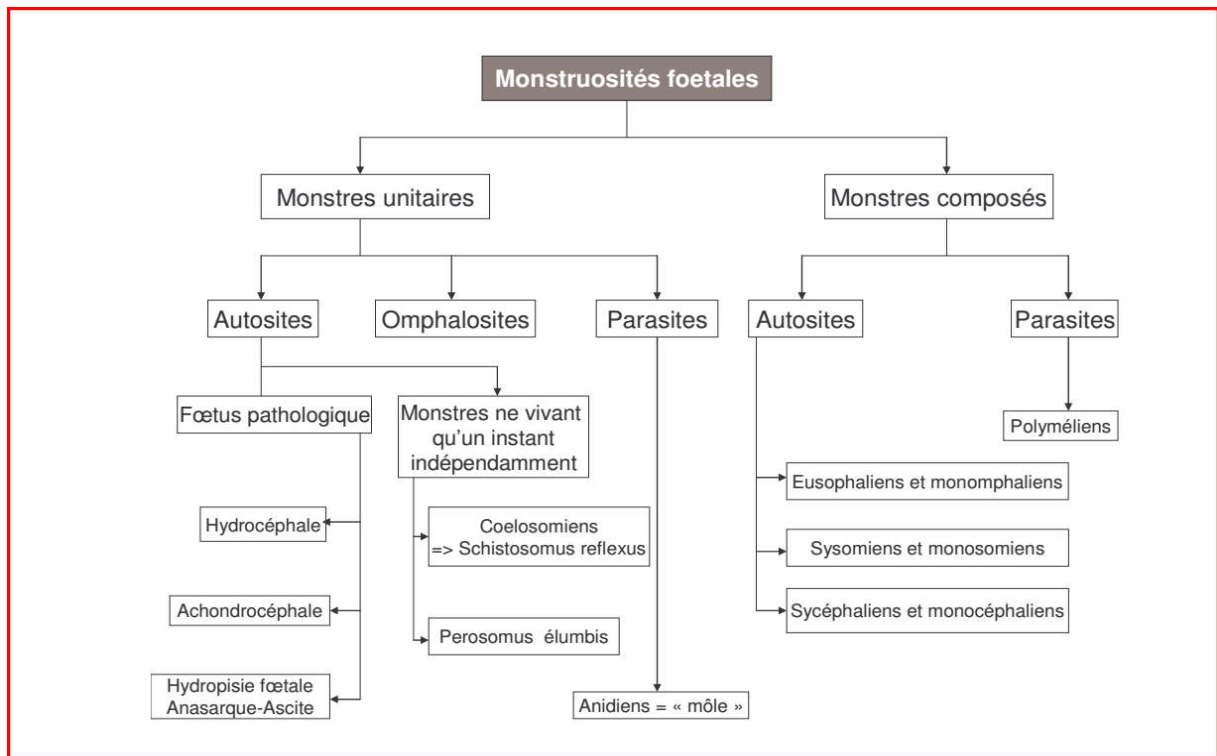 Monstruosités foetales
Monstres unitaires
Monstres composés
Autosites
Omphalosites
Parasites
Autosites
Parasites
Fœtus pathologique
Monstres ne vivant
qu'un instant
indépendamment
Polyméliens
Eusophaliens et monomphaliens
Hydrocéphale
Coelosomiens
=> Schistosomus reflexus
Sysomiens et monosomiens
Achondrocéphale
Sycéphaliens et monocéphaliens
Perosomus élumbis
Hydropisie fœtale
Anasarque-Ascite
Anidiens = « môle »